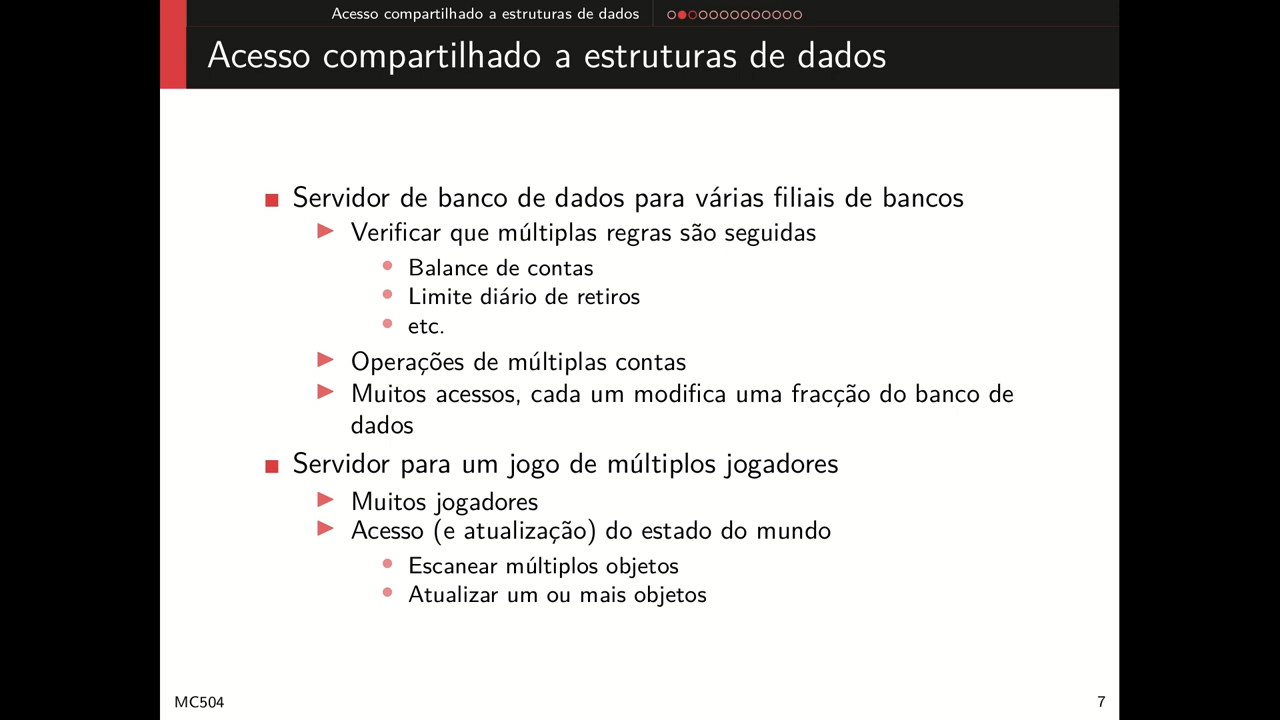 Acesso compartilhado a estruturas de dados
Acesso compartilhado a estruturas de dados
Servidor de banco de dados para várias filiais de bancos
Verificar que múltiplas regras são seguidas
Balance de contas
Limite diário de retiros
etc.
Operações de múltiplas contas
Muitos acessos, cada um modifica uma fracção do banco de
dados
Servidor para um jogo de múltiplos jogadores
Muitos jogadores
Acesso (e atualização) do estado do mundo
Escanear múltiplos objetos
Atualizar um ou mais objetos
MC504
7